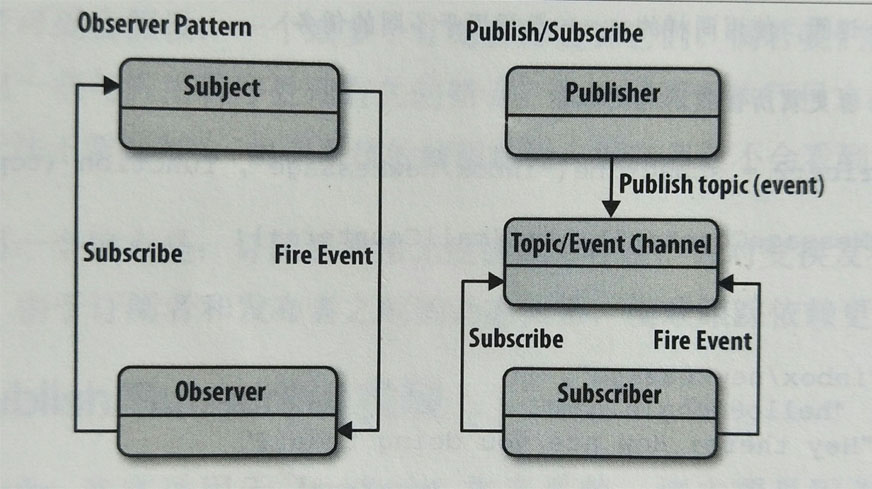 Observer Pattern
Subject
Subscribe
Fire Event
Observer
Publish/Subscribe
Publisher
Publish topic (event)
Topic/Event Channel
Subscribe
Fire Event
Subscriber